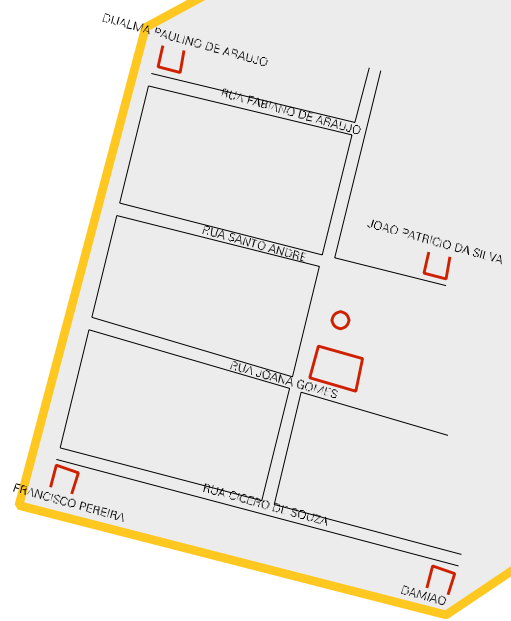 DIJALMA PAULINO DE ARAUJO
RUA FABIANO DE ARAUJO
RUA SANTO ANDRE
JOAO PATRICIO DA SILVA
RUA JOANA GOMES
RUA CICERO DE SOUZA
FRANCISCO PEREIRA
DAMIAO